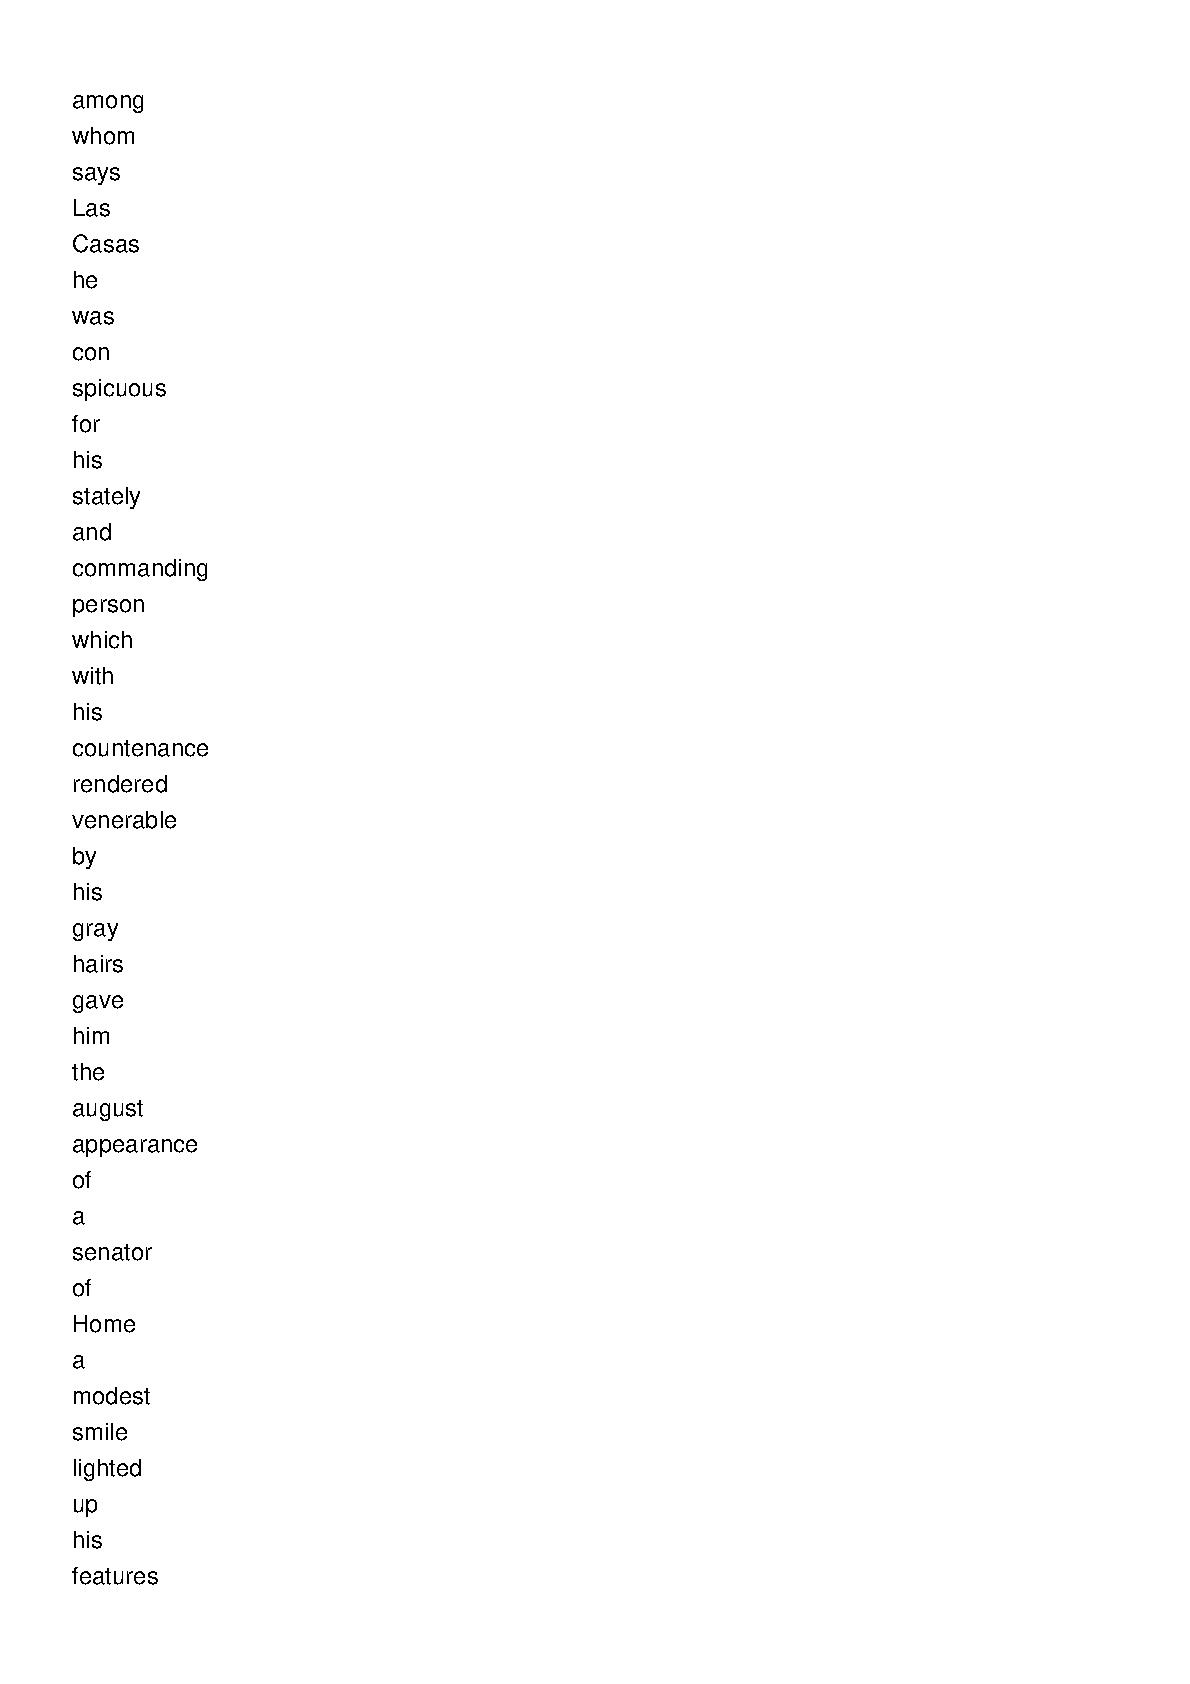 among
whom
says
Las
Casas
he
was
con
spicuous
for
his
stately
and
commanding
person
which
with
his
countenance
rendered
venerable
by
his
gray
hairs
gave
him
the
august
appearance
of
a
senator
of
Home
a
modest
smile
lighted
up
his
features